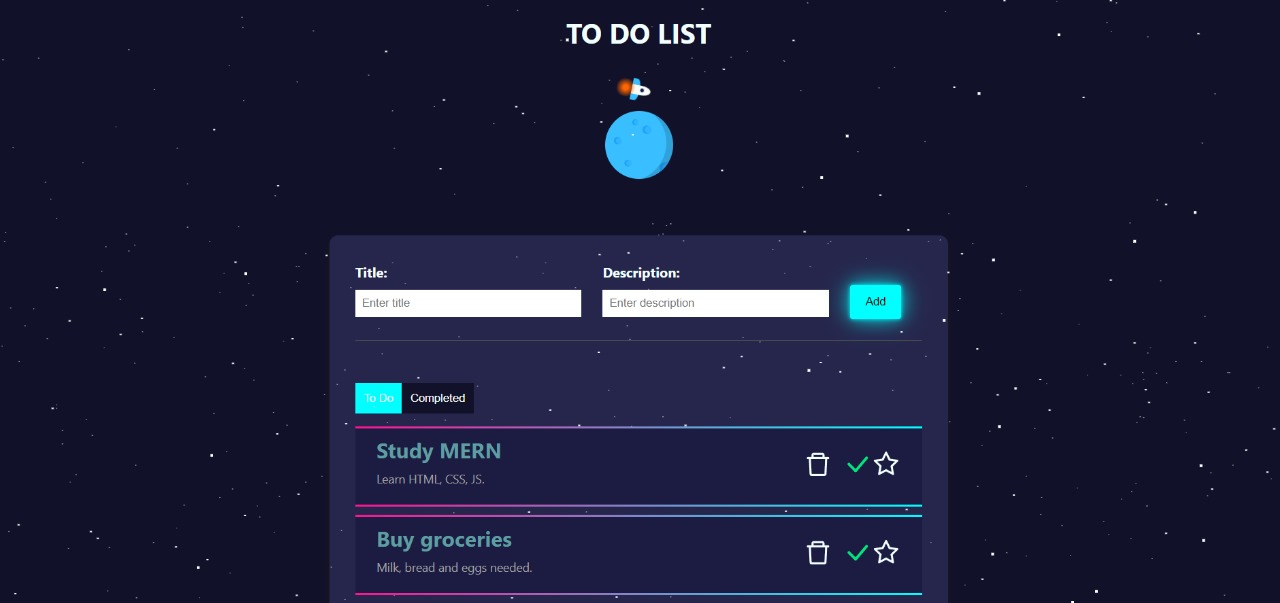 TO DO LIST
Title:
Description:
Enter title
Enter description
Add
To Do
Completed
Study MERN
Learn HTML, CSS, JS.
Buy groceries
Milk, bread and eggs needed.